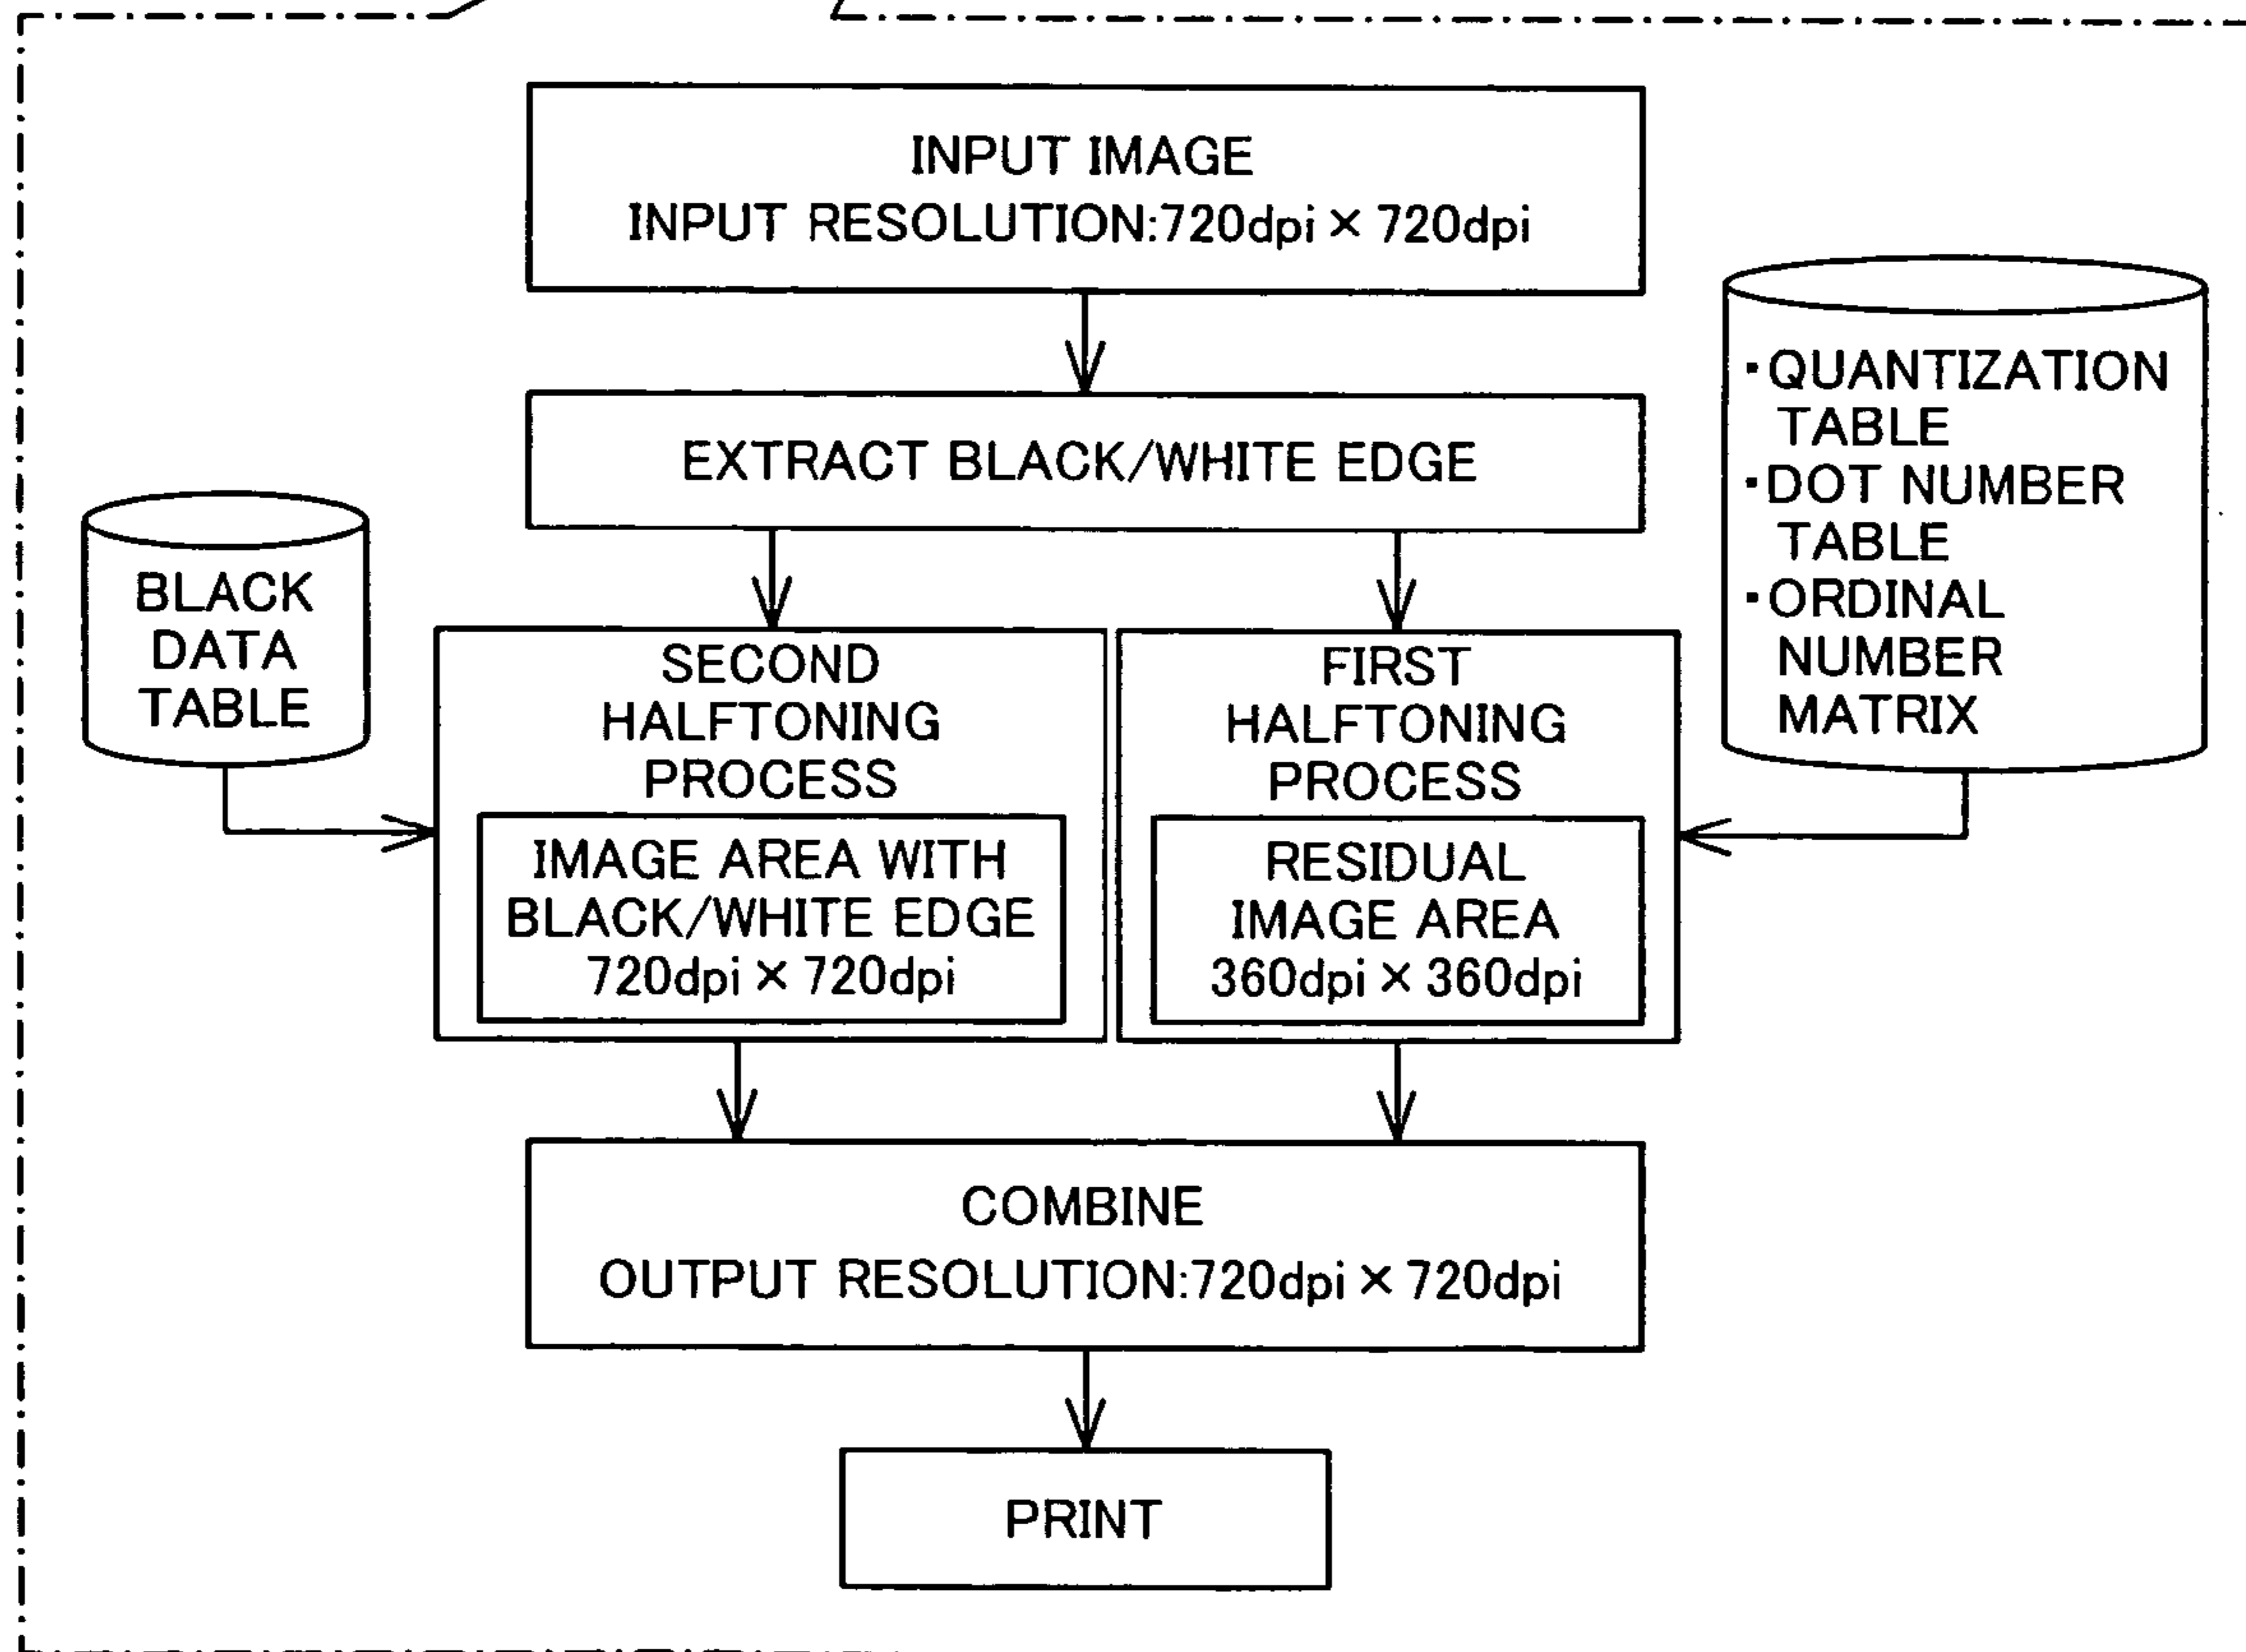 INPUT IMAGE
INPUT RESOLUTION:720dpi × 720dpi
EXTRACT BLACK/WHITE EDGE
BLACK
DATA
TABLE
SECOND
HALFTONING
PROCESS
IMAGE AREA WITH
BLACK/WHITE EDGE
720dpi × 720dpi
FIRST
HALFTONING
PROCESS
RESIDUAL
IMAGE AREA
360dpi × 360dpi
・QUANTIZATION
TABLE
・DOT NUMBER
TABLE
・ORDINAL
NUMBER
MATRIX
COMBINE
OUTPUT RESOLUTION:720dpi × 720dpi
PRINT